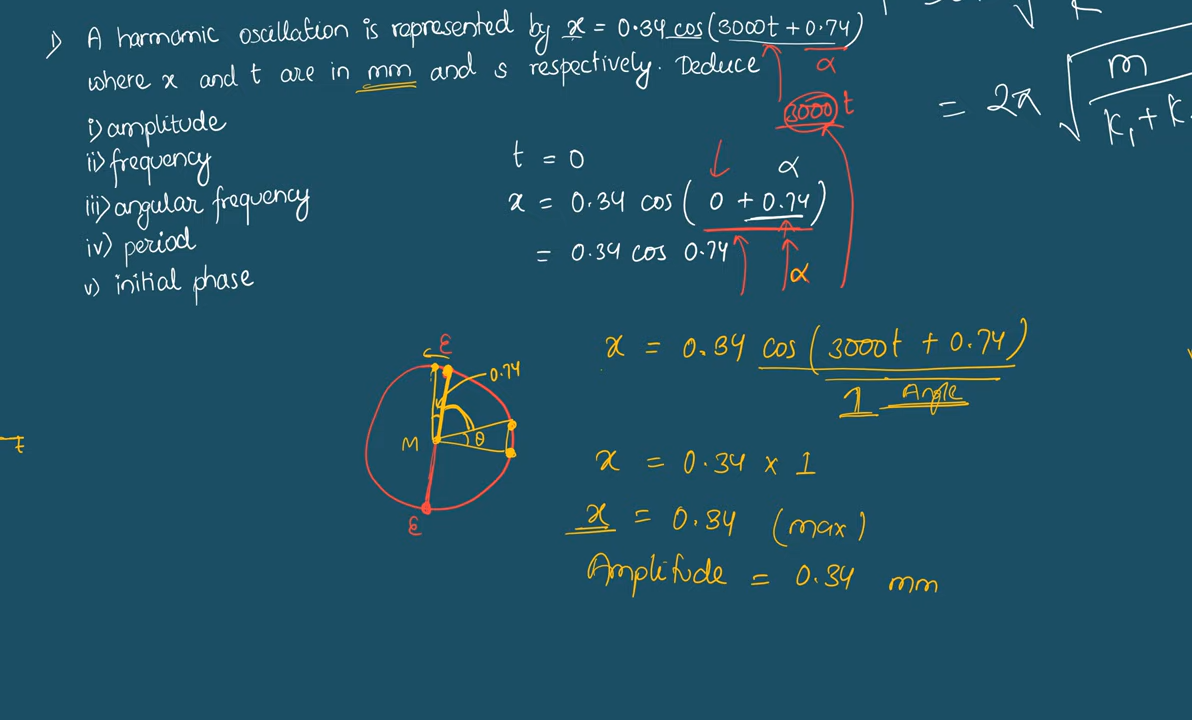 1) A harmonic oscillation is represented by x = 0.34 cos(3000t + 0.74)
where x and t are in mm and s respectively. Deduce
α
3000 t
i) amplitude
ii) frequency
iii) angular frequency
iv) period
v) initial phase
t = 0
α
x = 0.34 cos(0 + 0.74)
= 0.34 cos 0.74
α
= 2π √ m
k₁ + k
x = 0.34 cos(3000t + 0.74)
1 Angle
E
0.74
M
θ
E
t
x = 0.34 × 1
x = 0.34 (max)
Amplitude = 0.34 mm